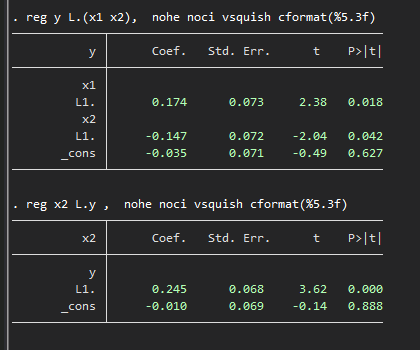 . reg y L.(x1 x2),  nohe noci vsquish cformat(%5.3f)
y Coef. Std. Err. t P>|t|
x1
L1. 0.174 0.073 2.38 0.018
x2
L1. -0.147 0.072 -2.04 0.042
_cons -0.035 0.071 -0.49 0.627
. reg x2 L.y ,  nohe noci vsquish cformat(%5.3f)
x2 Coef. Std. Err. t P>|t|
y
L1. 0.245 0.068 3.62 0.000
_cons -0.010 0.069 -0.14 0.888